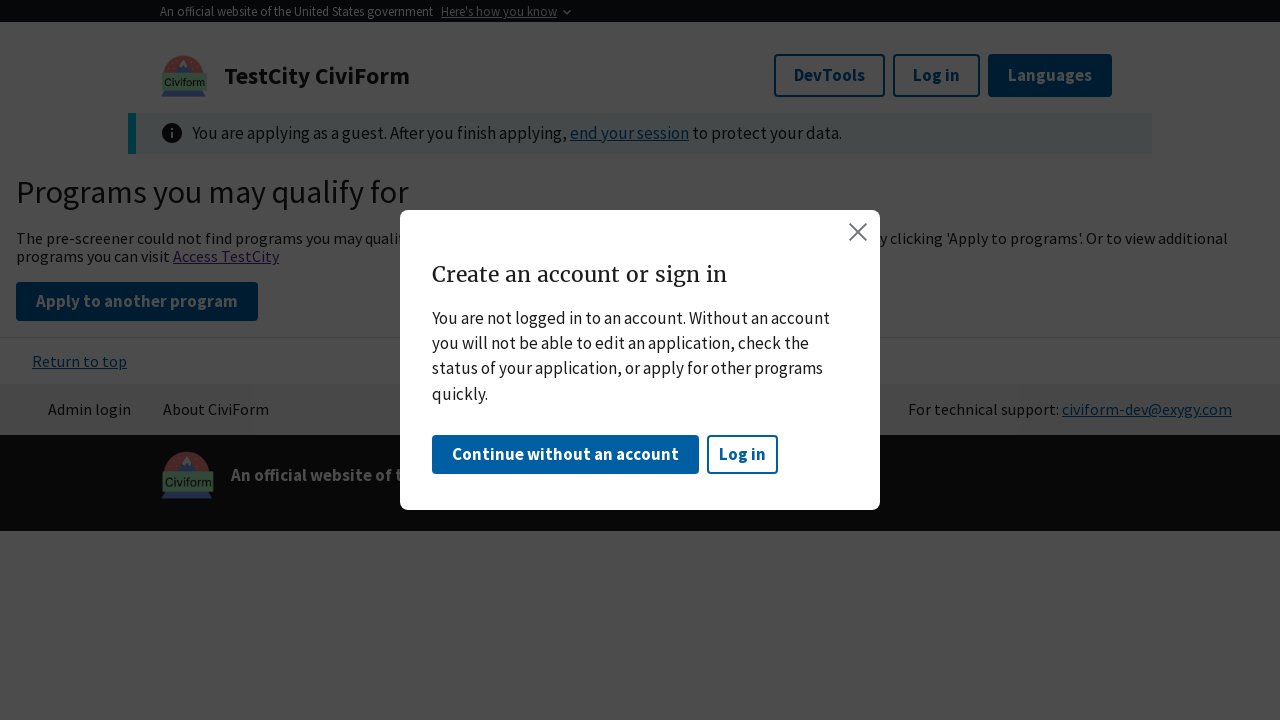 An official website of the United States government Here's how you know
Civiform
TestCity CiviForm
DevTools
Log in
Languages
You are applying as a guest. After you finish applying, end your session to protect your data.
Programs you may qualify for
The pre-screener could not find programs you may qualif
y clicking 'Apply to programs'. Or to view additional
programs you can visit Access TestCity
Apply to another program
Create an account or sign in
You are not logged in to an account. Without an account
you will not be able to edit an application, check the
status of your application, or apply for other programs
quickly.
Continue without an account
Log in
Return to top
Admin login
About CiviForm
For technical support: civiform-dev@exygy.com
Civiform
An official website of t